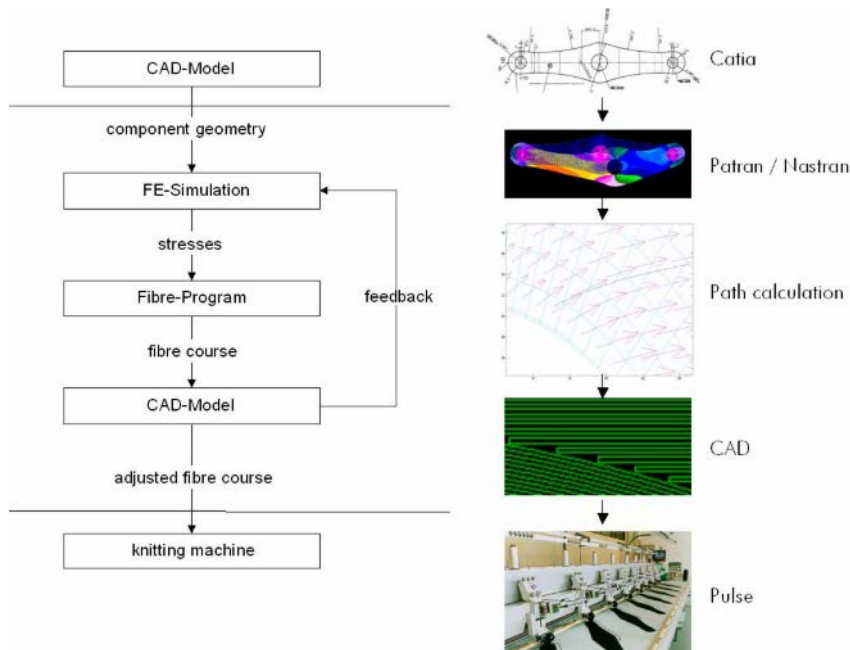 CAD-Model
component geometry
FE-Simulation
stresses
Fibre-Program
feedback
fibre course
CAD-Model
adjusted fibre course
knitting machine
Catia
Patran / Nastran
Path calculation
CAD
Pulse